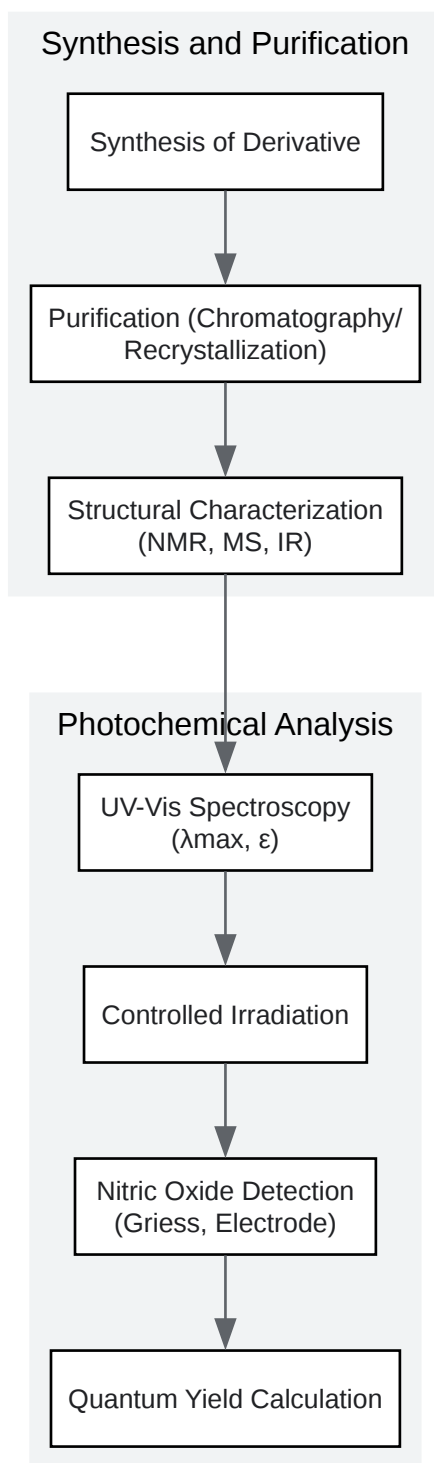 Synthesis and Purification
Synthesis of Derivative
Purification (Chromatography/
Recrystallization)
Structural Characterization
(NMR, MS, IR)
Photochemical Analysis
UV-Vis Spectroscopy
(λmax, ε)
Controlled Irradiation
Nitric Oxide Detection
(Griess, Electrode)
Quantum Yield Calculation